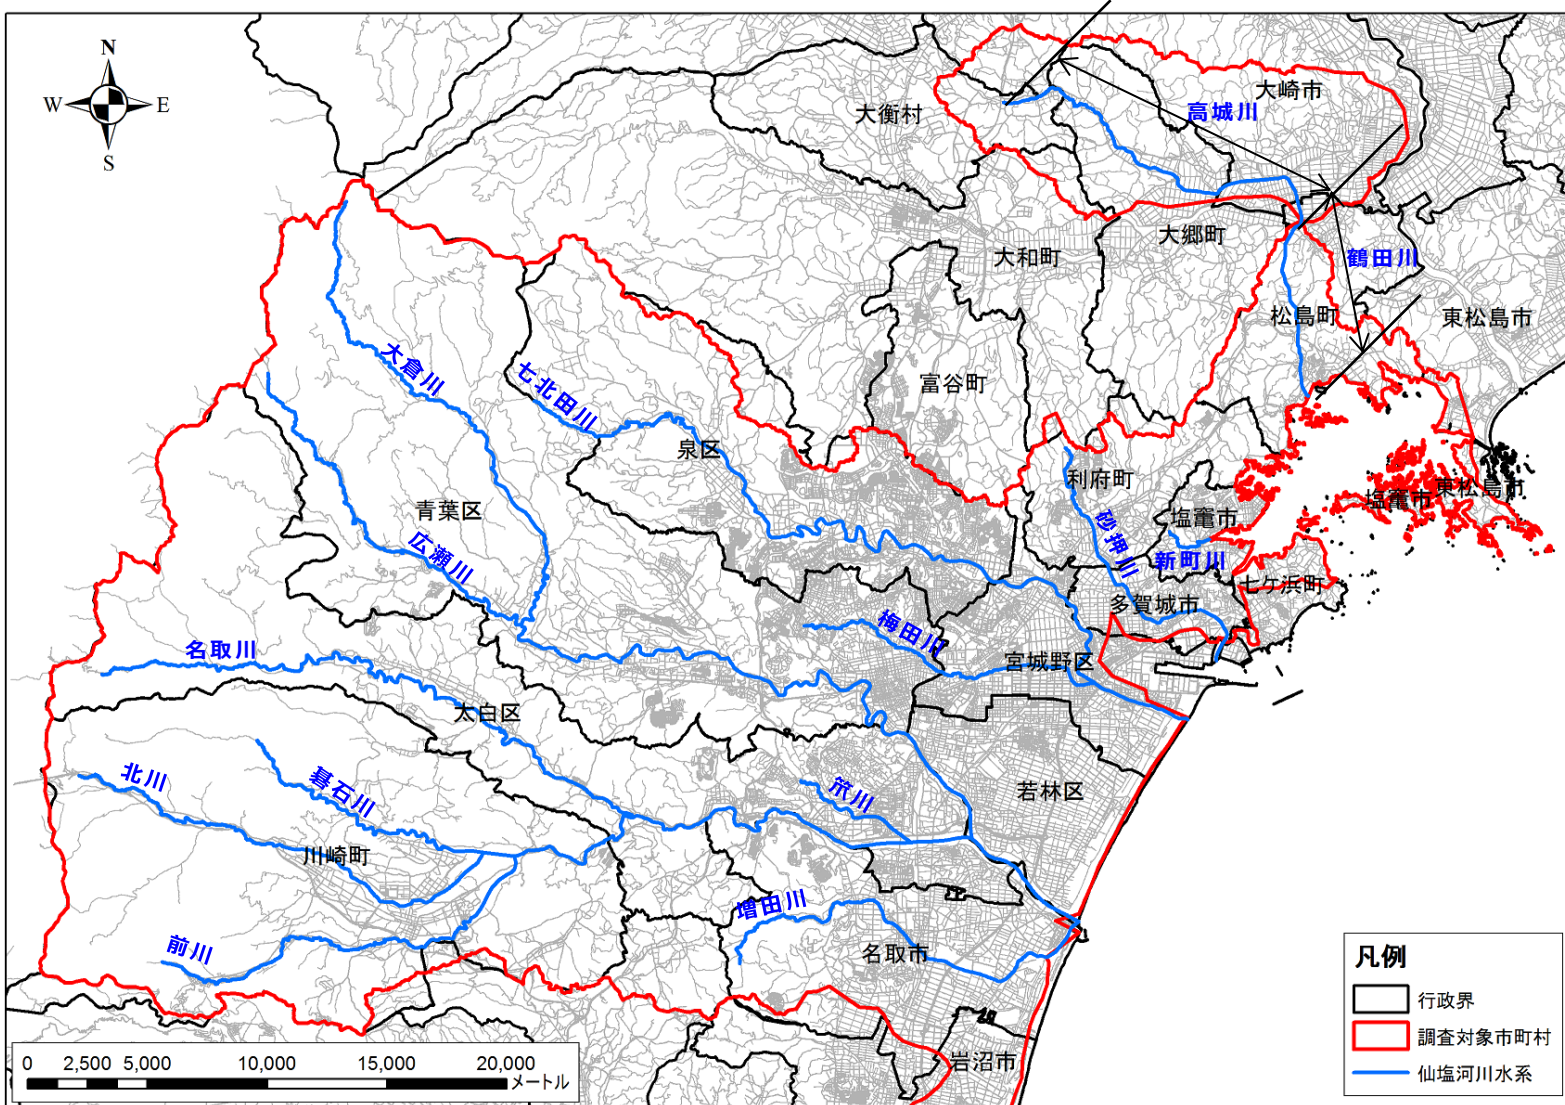 N
W
E
S
大衡村
大崎市
高城川
大郷町
大和町
鶴田川
松島町
東松島市
大倉川
七北田川
富谷町
泉区
利府町
青葉区
塩竈市
東松島市
塩竈市
広瀬川
砂押川
新町川
七ケ浜町
多賀城市
梅田川
名取川
宮城野区
太白区
北川
碁石川
笊川
若林区
川崎町
増田川
前川
名取市
岩沼市
凡例
行政界
調査対象市町村
仙塩河川水系
0 2,500 5,000 10,000 15,000 20,000
メートル